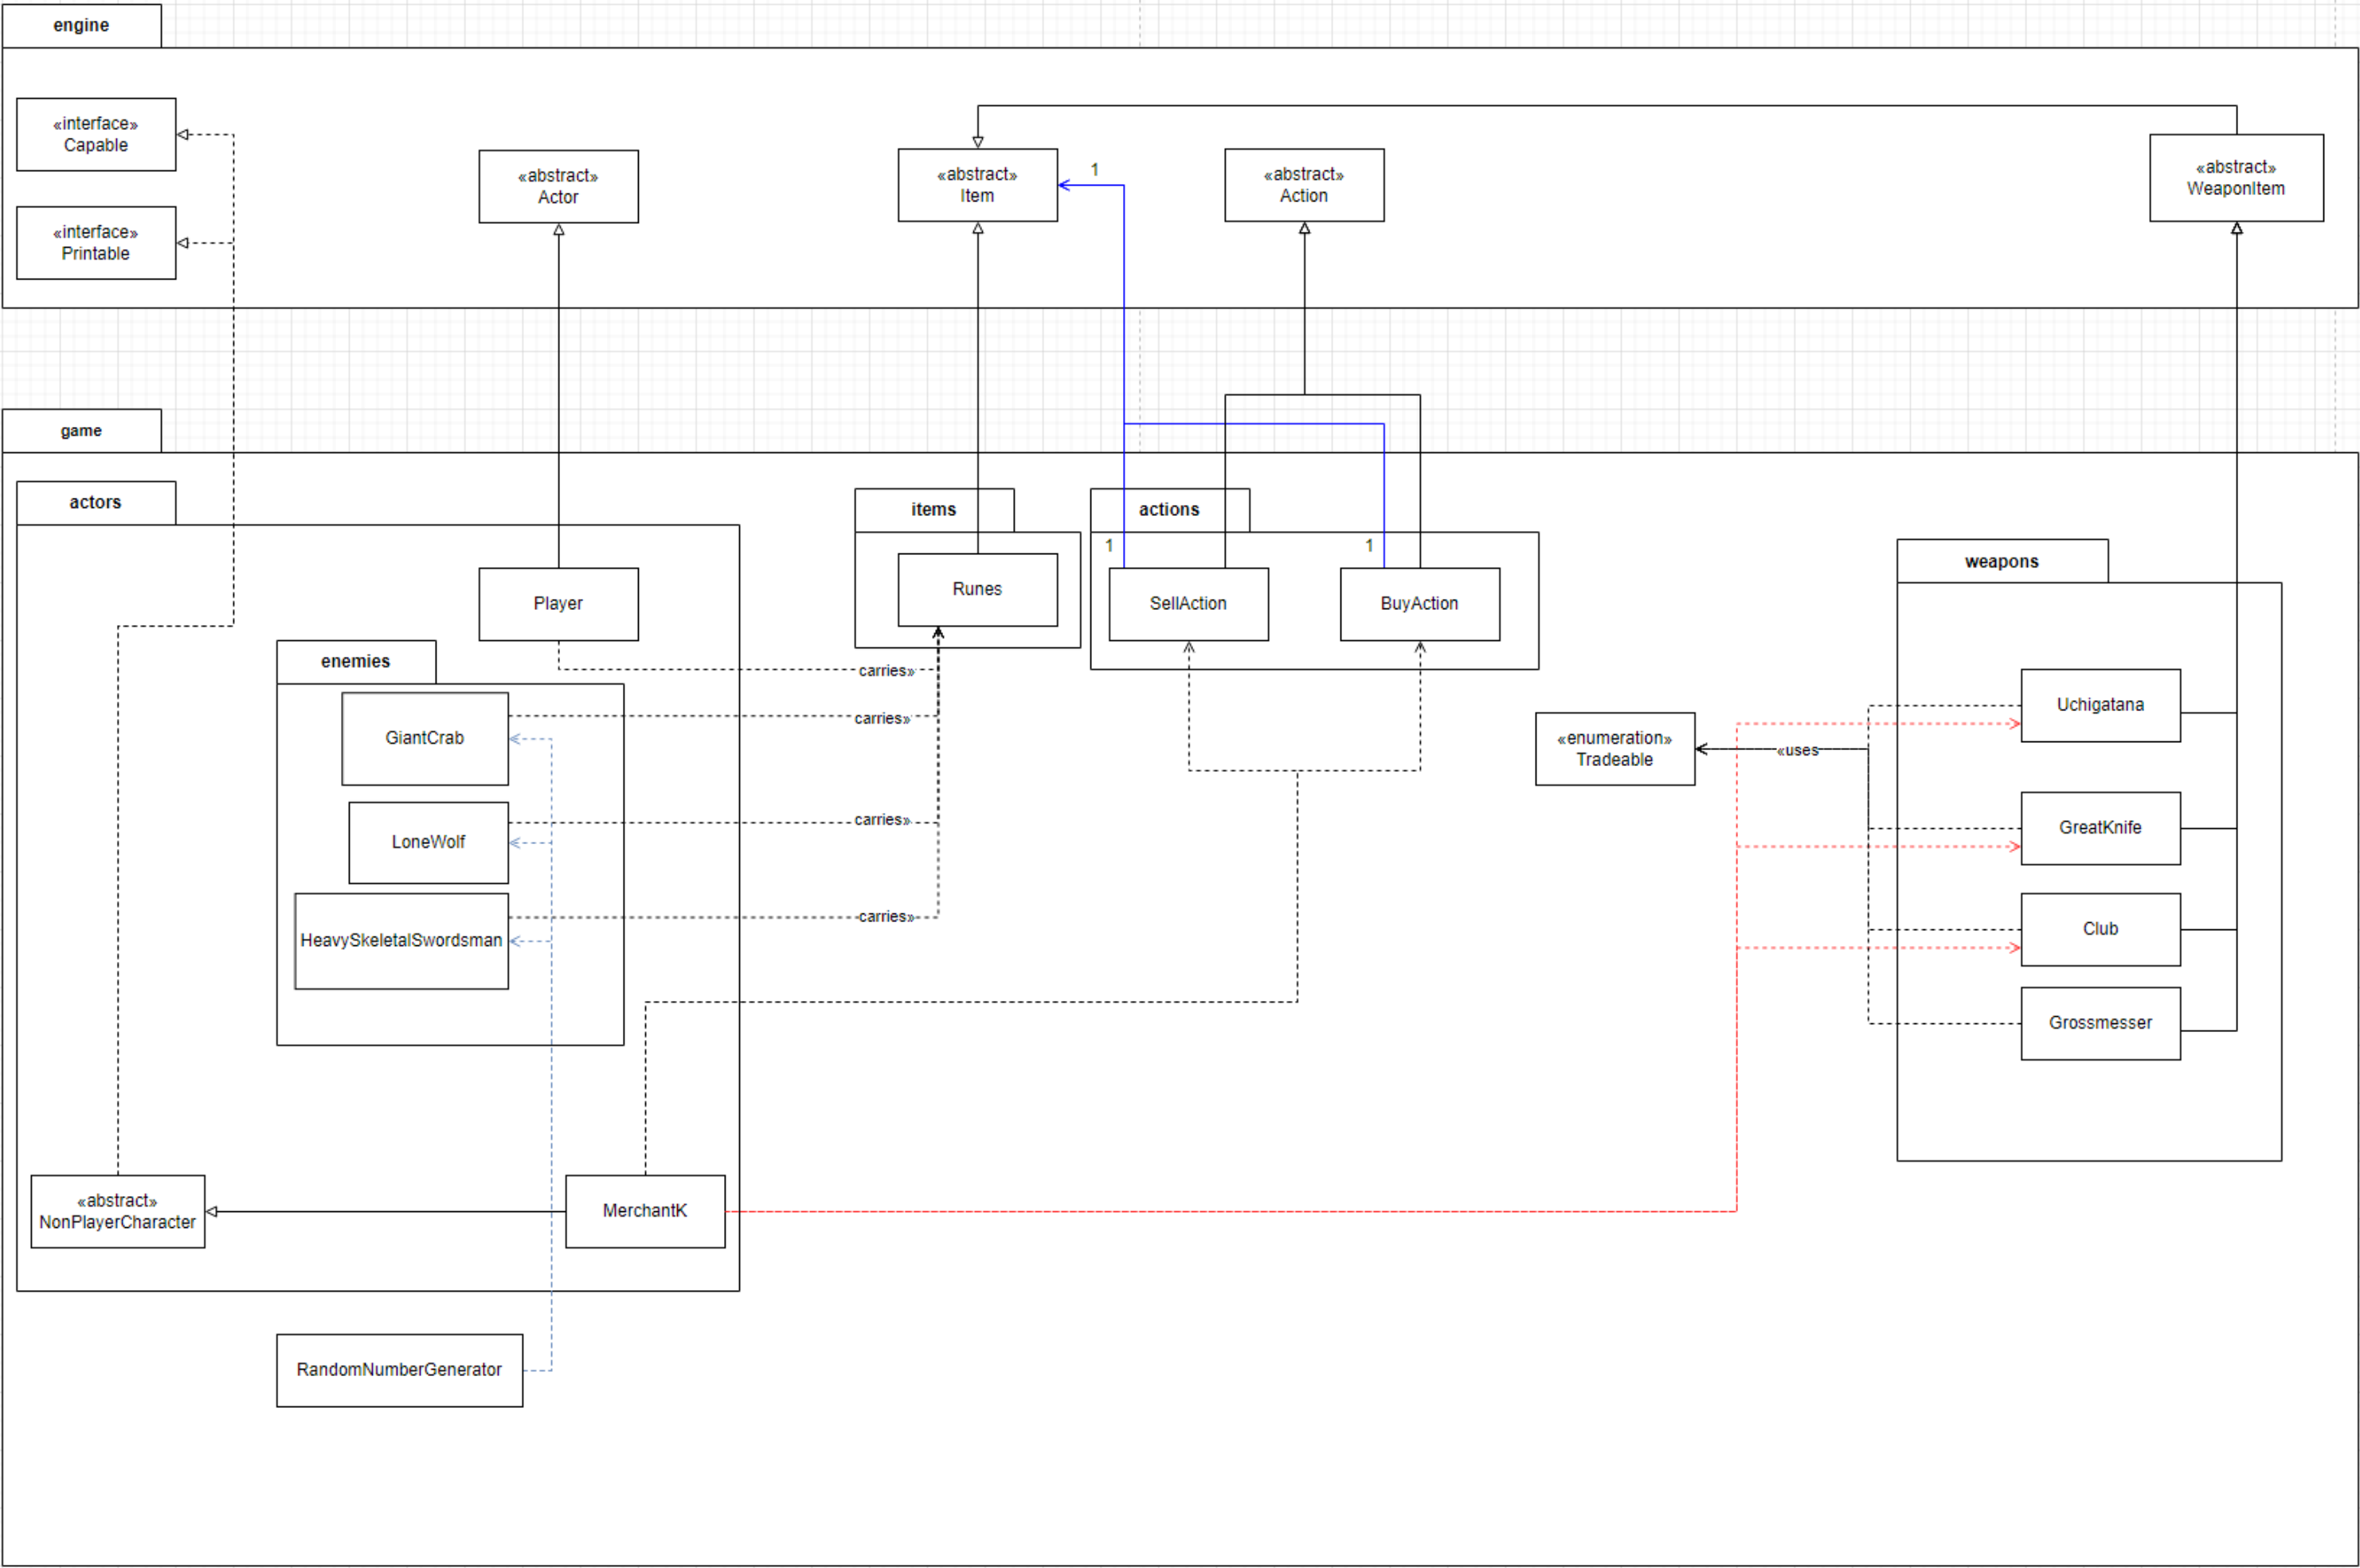 engine
«interface»
Capable
«interface»
Printable
«abstract»
Actor
«abstract»
Item
1
«abstract»
Action
«abstract»
WeaponItem
game
actors
Player
enemies
GiantCrab
LoneWolf
HeavySkeletalSwordsman
«abstract»
NonPlayerCharacter
MerchantK
RandomNumberGenerator
items
Runes
carries»
carries»
carries»
carries»
actions
1
1
SellAction
BuyAction
«enumeration»
Tradeable
«uses
weapons
Uchigatana
GreatKnife
Club
Grossmesser